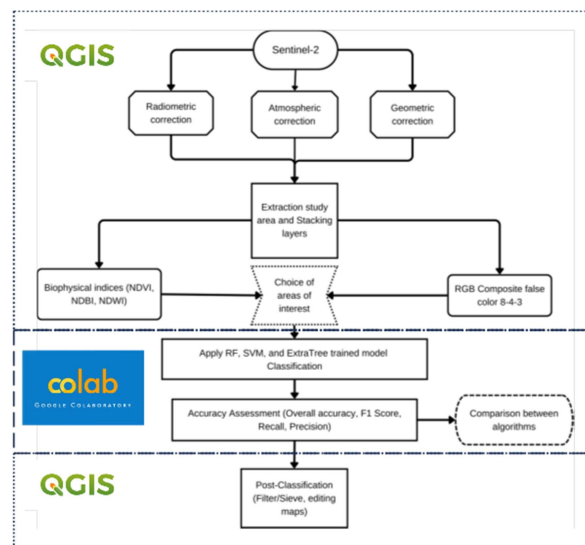 QGIS
Sentinel-2
Radiometric
correction
Atmospheric
correction
Geometric
correction
Extraction study
area and Stacking
layers
Biophysical indices (NDVI,
NDBI, NDWI)
Choice of
areas of
interest
RGB Composite false
color 8-4-3
colab
GOOGLE COLABORATORY
Apply RF, SVM, and ExtraTree trained model
Classification
Accuracy Assessment (Overall accuracy, F1 Score,
Recall, Precision)
Comparison between
algorithms
QGIS
Post-Classification
(Filter/Sieve, editing
maps)